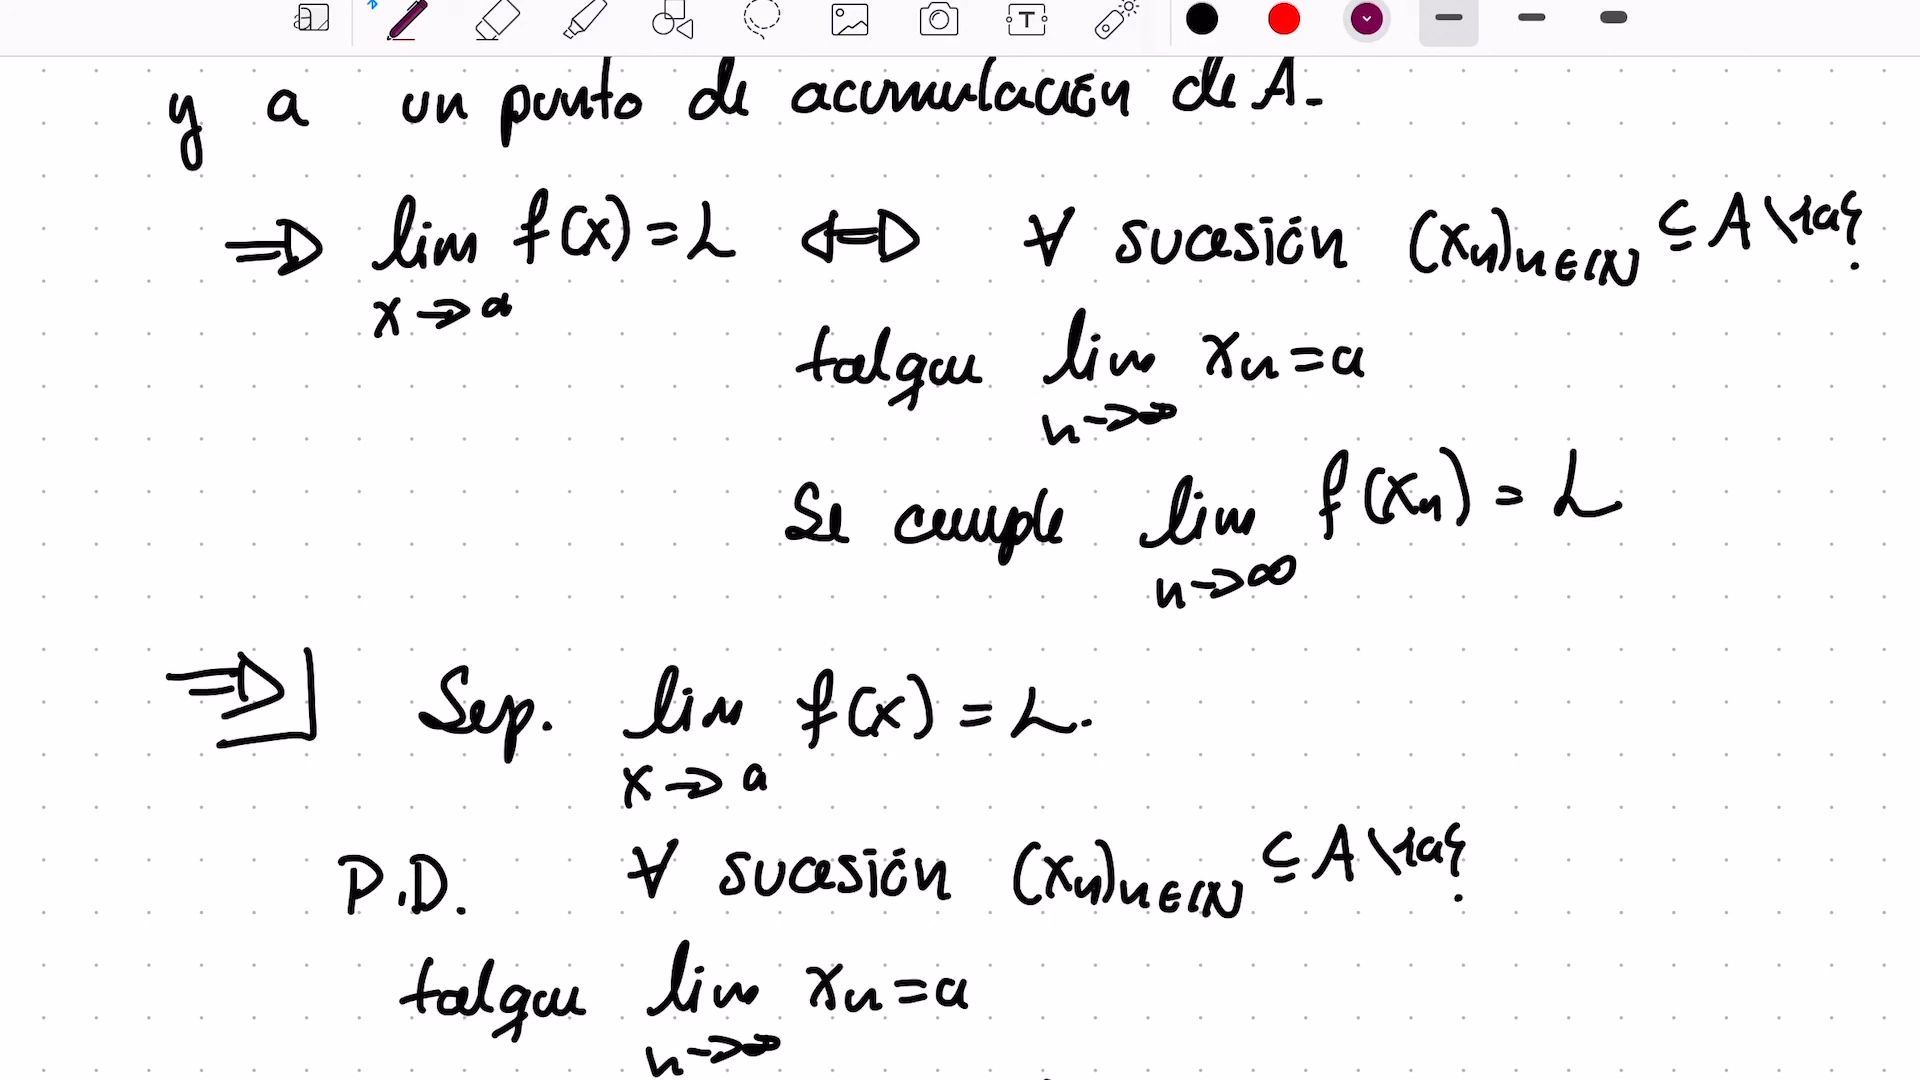 y a un punto de acumulación de A.
⇒ lim f(x) = L ⇔ ∀ sucesión (xn)n∈ℕ ⊆ A\{a}.
x→a
talque lim xn = a
n→∞
Se cumple lim f(xn) = L
n→∞
⇒] Sup. lim f(x) = L.
x→a
P.D. ∀ sucesión (xn)n∈ℕ ⊆ A\{a}.
talque lim xn = a
n→∞